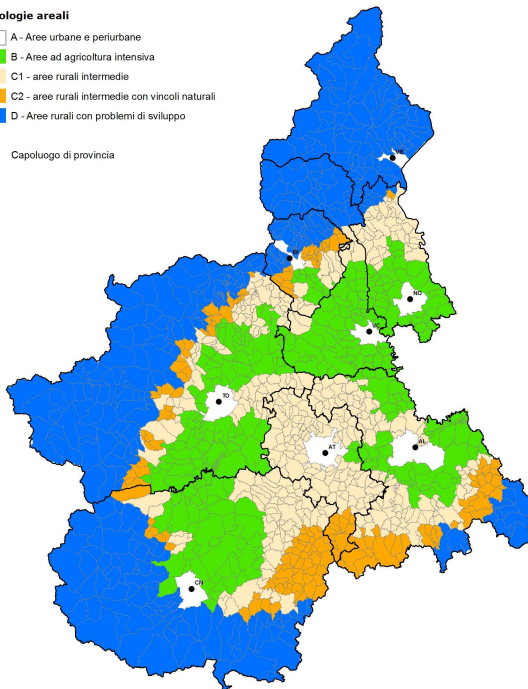 ologie areali
A - Aree urbane e periurbane
B - Aree ad agricoltura intensiva
C1 - aree rurali intermedie
C2 - aree rurali intermedie con vincoli naturali
D - Aree rurali con problemi di sviluppo
Capoluogo di provincia
VB
NO
TO
AT
AL
CN